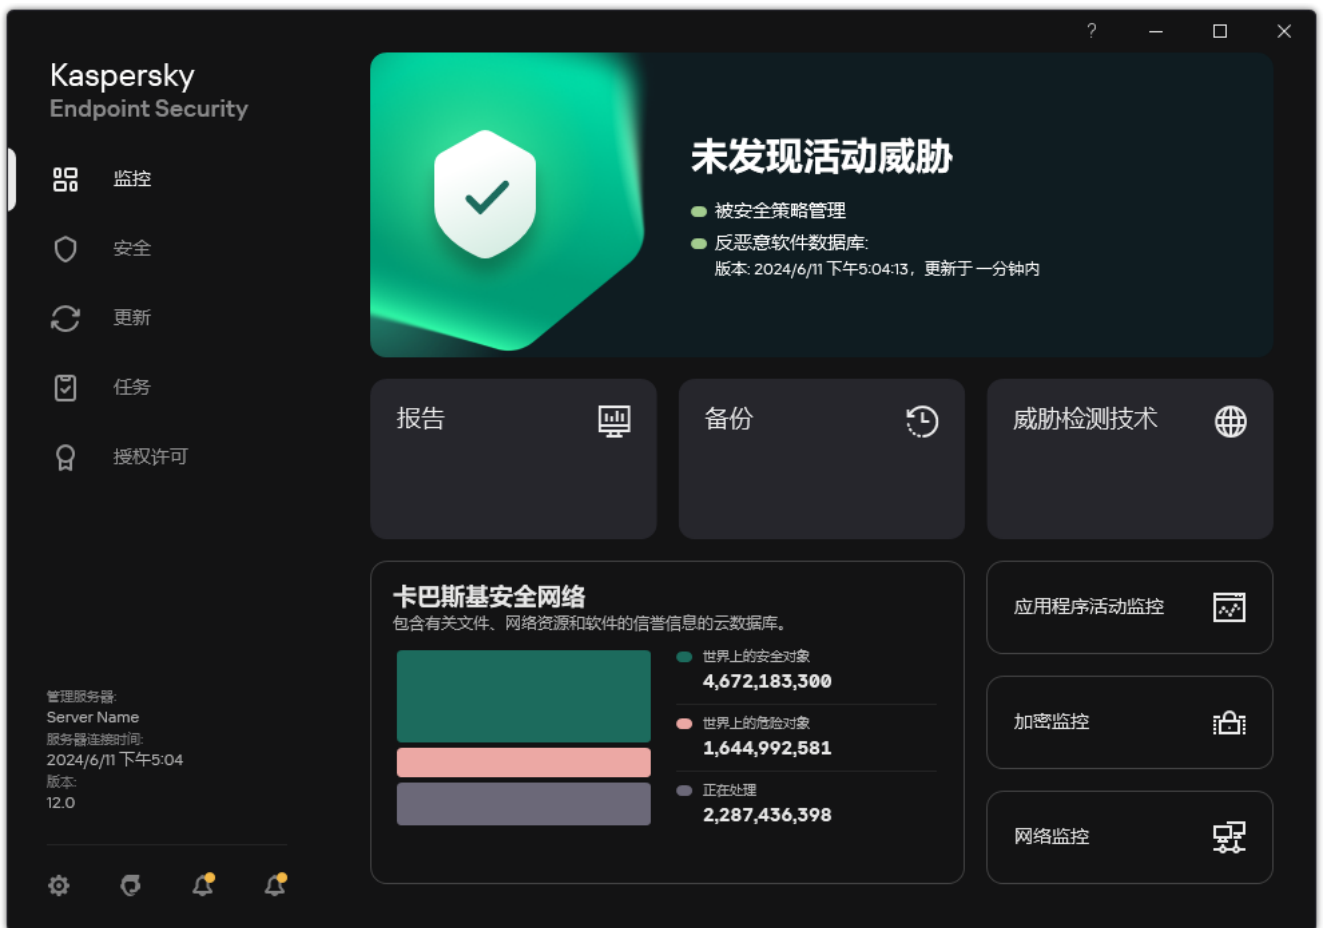 ?
Kaspersky
Endpoint Security
监控
安全
更新
任务
授权许可
管理服务器:
Server Name
服务器连接时间:
2024/6/11 下午5:04
版本:
12.0
未发现活动威胁
被安全策略管理
反恶意软件数据库:
版本: 2024/6/11 下午5:04:13，更新于 一分钟内
报告
备份
威胁检测技术
卡巴斯基安全网络
包含有关文件、网络资源和软件的信誉信息的云数据库。
世界上的安全对象
4,672,183,300
世界上的危险对象
1,644,992,581
正在处理
2,287,436,398
应用程序活动监控
加密监控
网络监控